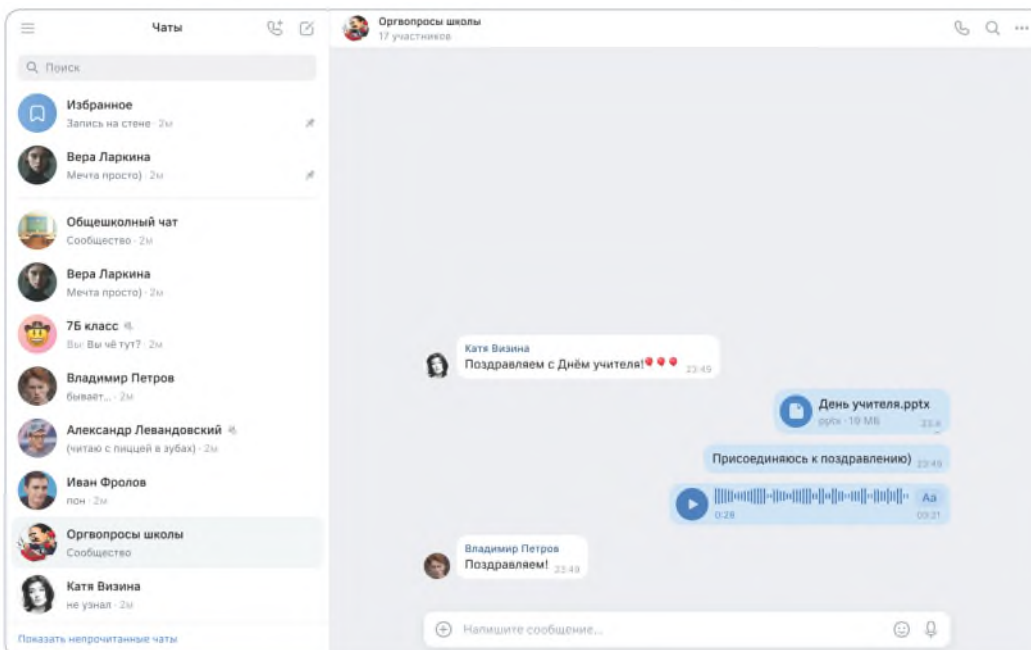 Чаты
Поиск
Избранное
Запись на стене · 2м
Вера Ларкина
Мечта просто) · 2м
Общешкольный чат
Сообщество · 2м
Вера Ларкина
Мечта просто) · 2м
7Б класс
Вы: Вы чё тут? · 2м
Владимир Петров
бывает... · 2м
Александр Левандовский
(читаю с пиццей в зубах) · 2м
Иван Фролов
пон · 2м
Оргвопросы школы
Сообщество
Катя Визина
не узнал · 2м
Показать непрочитанные чаты
Оргвопросы школы
17 участников
Катя Визина
Поздравляем с Днём учителя! 23:49
День учителя.pptx
pptx · 19 МБ
Присоединяюсь к поздравлению) 23:49
Aa
0:28
Владимир Петров
Поздравляем! 23:49
Напишите сообщение...